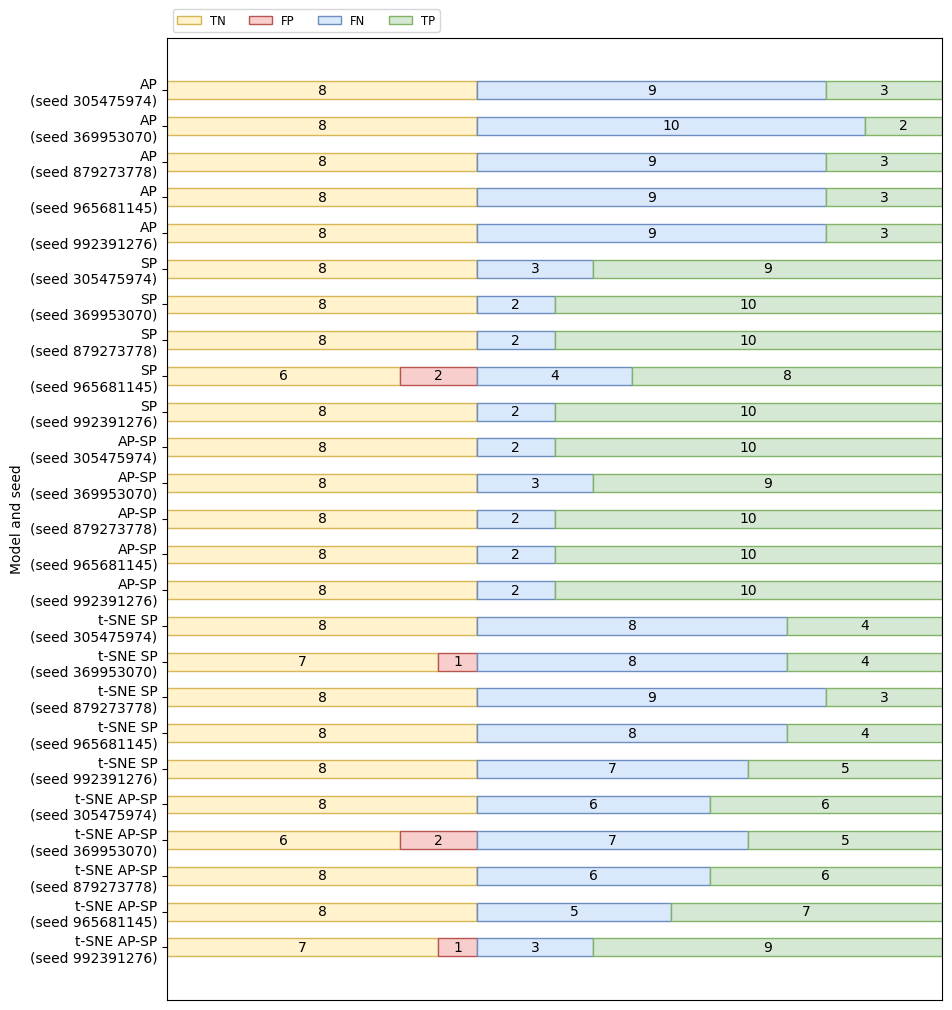 TN FP FN TP
AP
(seed 305475974)
8 9 3
AP
(seed 369953070)
8 10 2
AP
(seed 879273778)
8 9 3
AP
(seed 965681145)
8 9 3
AP
(seed 992391276)
8 9 3
SP
(seed 305475974)
8 3 9
SP
(seed 369953070)
8 2 10
SP
(seed 879273778)
8 2 10
SP
(seed 965681145)
6 2 4 8
SP
(seed 992391276)
8 2 10
AP-SP
(seed 305475974)
8 2 10
AP-SP
(seed 369953070)
8 3 9
AP-SP
(seed 879273778)
8 2 10
AP-SP
(seed 965681145)
8 2 10
AP-SP
(seed 992391276)
8 2 10
t-SNE SP
(seed 305475974)
8 8 4
t-SNE SP
(seed 369953070)
7 1 8 4
t-SNE SP
(seed 879273778)
8 9 3
t-SNE SP
(seed 965681145)
8 8 4
t-SNE SP
(seed 992391276)
8 7 5
t-SNE AP-SP
(seed 305475974)
8 6 6
t-SNE AP-SP
(seed 369953070)
6 2 7 5
t-SNE AP-SP
(seed 879273778)
8 6 6
t-SNE AP-SP
(seed 965681145)
8 5 7
t-SNE AP-SP
(seed 992391276)
7 1 3 9
Model and seed